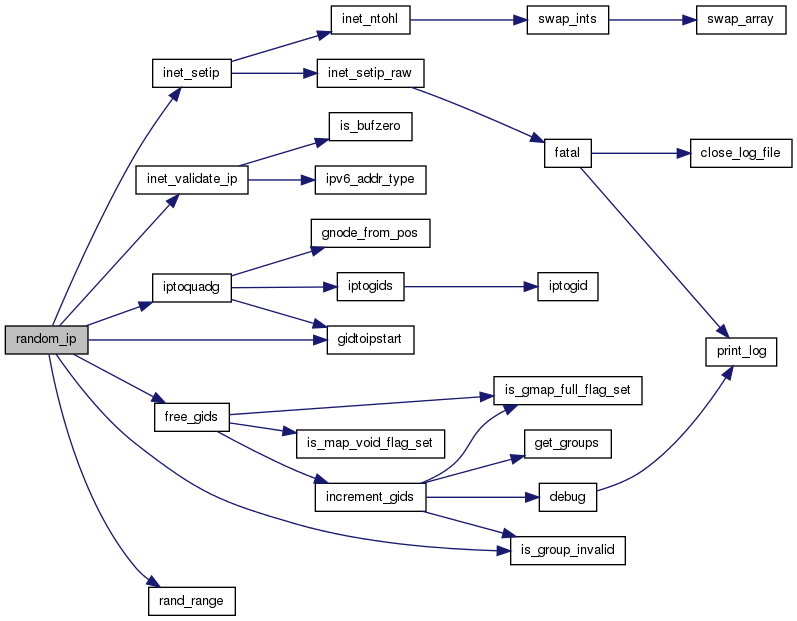 inet_ntohl
swap_ints
swap_array
inet_setip
inet_setip_raw
is_bufzero
fatal
close_log_file
inet_validate_ip
ipv6_addr_type
gnode_from_pos
iptoquadg
iptogids
iptogid
random_ip
gidtoipstart
print_log
is_gmap_full_flag_set
free_gids
is_map_void_flag_set
get_groups
increment_gids
debug
is_group_invalid
rand_range